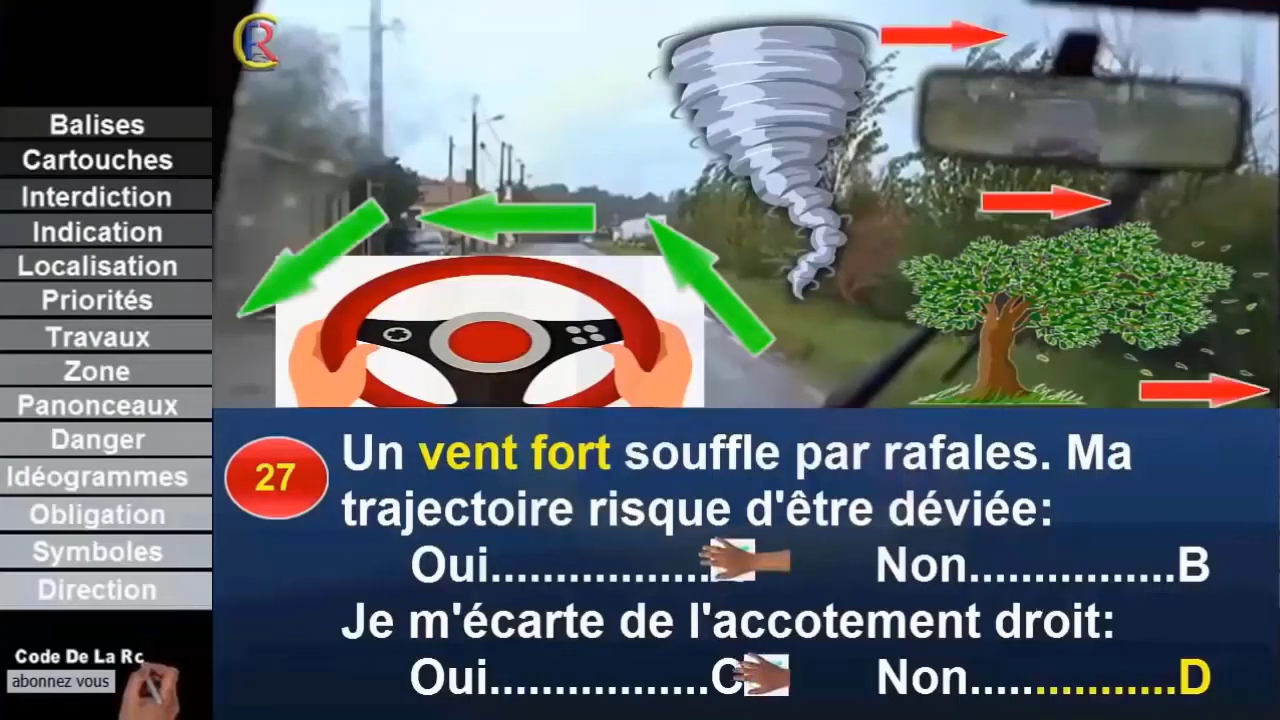 Balises
Cartouches
Interdiction
Indication
Localisation
Priorités
Travaux
Zone
Panonceaux
Danger
Idéogrammes
Obligation
Symboles
Direction
Code De La Rc
abonnez vous
27
Un vent fort souffle par rafales. Ma
trajectoire risque d'être déviée:
Oui................. Non................B
Je m'écarte de l'accotement droit:
Oui.................C Non................D